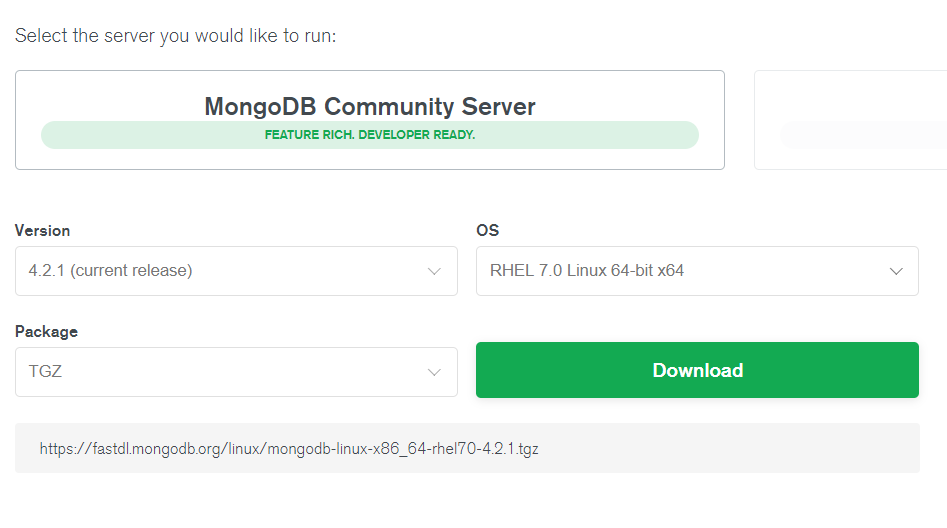 Select the server you would like to run:
MongoDB Community Server
FEATURE RICH. DEVELOPER READY.
Version
OS
4.2.1 (current release)
RHEL 7.0 Linux 64-bit x64
Package
TGZ
Download
https://fastdl.mongodb.org/linux/mongodb-linux-x86_64-rhel70-4.2.1.tgz